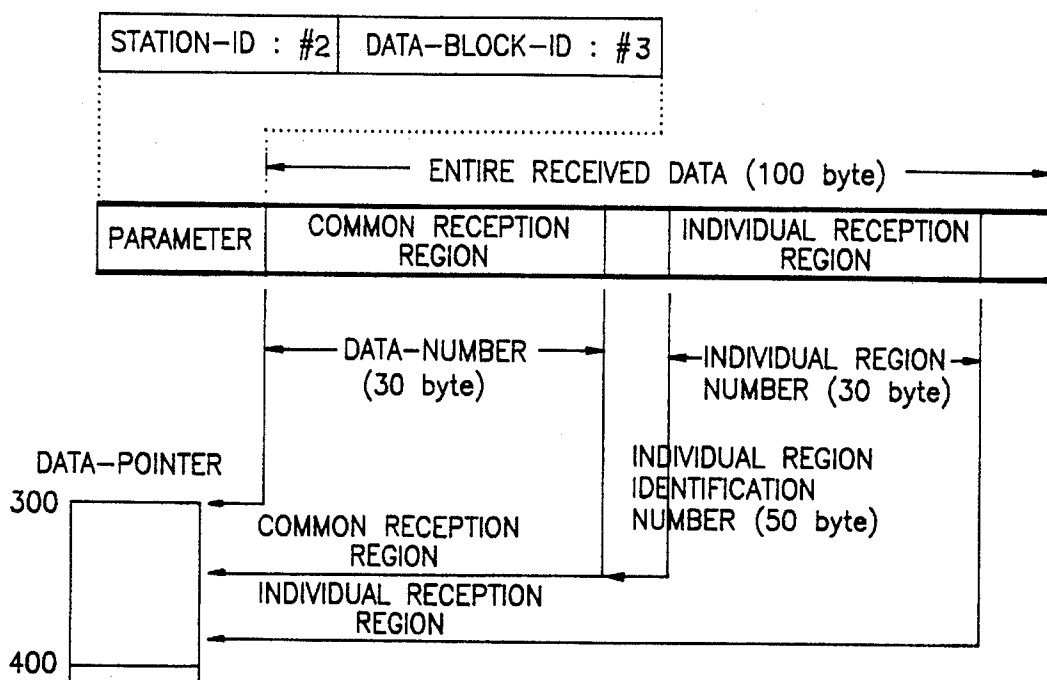 STATION-ID : #2 DATA-BLOCK-ID : #3
ENTIRE RECEIVED DATA (100 byte)
PARAMETER
COMMON RECEPTION
REGION
INDIVIDUAL RECEPTION
REGION
DATA-NUMBER
(30 byte)
INDIVIDUAL REGION
NUMBER (30 byte)
DATA-POINTER
INDIVIDUAL REGION
IDENTIFICATION
NUMBER (50 byte)
300
COMMON RECEPTION
REGION
INDIVIDUAL RECEPTION
REGION
400